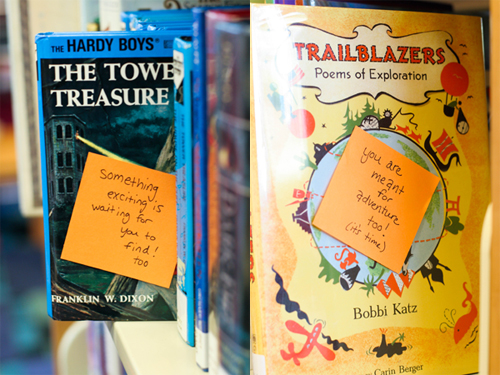 THE HARDY BOYS
THE TOWE
TREASURE
Something
exciting is
waiting for
you to
find!
too
FRANKLIN W. DIXON
TRAILBLAZERS
Poems of Exploration
you are
meant
for
adventure
too!
(it's time)
Bobbi Katz
Carin Berger